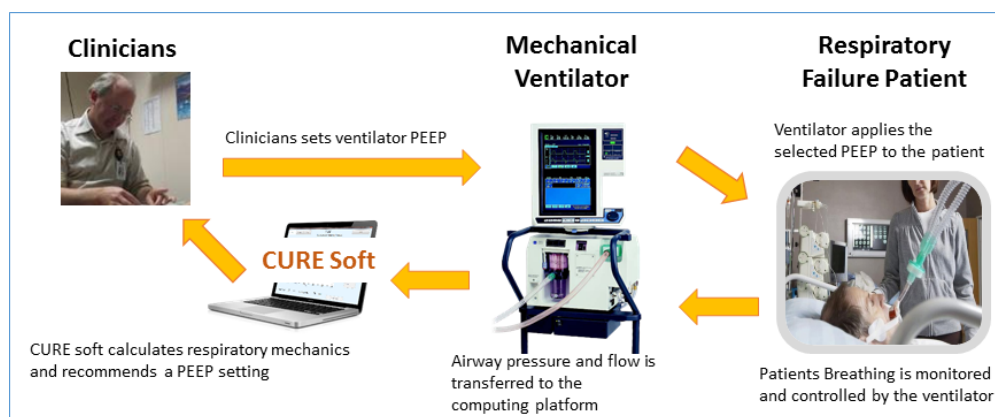 Clinicians
Mechanical
Ventilator
Respiratory
Failure Patient
Clinicians sets ventilator PEEP
Ventilator applies the
selected PEEP to the patient
CURE Soft
CURE soft calculates respiratory mechanics
and recommends a PEEP setting
Airway pressure and flow is
transferred to the
computing platform
Patients Breathing is monitored
and controlled by the ventilator